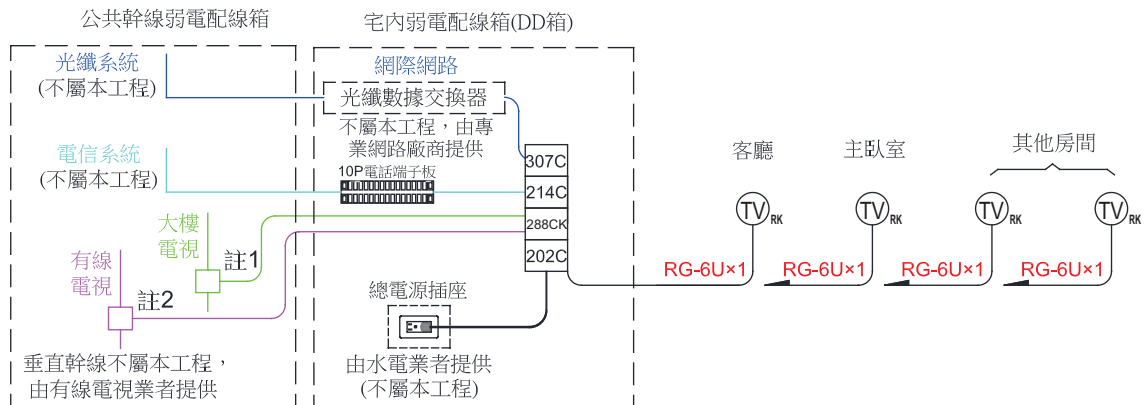 公共幹線弱電配線箱
光纖系統
(不屬本工程)
電信系統
(不屬本工程)
大樓
電視
註1
有線
電視
註2
垂直幹線不屬本工程，
由有線電視業者提供
宅內弱電配線箱(DD箱)
網際網路
光纖數據交換器
不屬本工程，由專
業網路廠商提供
10P電話端子板
307C
214C
288CK
202C
總電源插座
由水電業者提供
(不屬本工程)
客廳
主臥室
其他房間
TV RK
TV RK
TV RK
TV RK
RG-6U×1
RG-6U×1
RG-6U×1
RG-6U×1